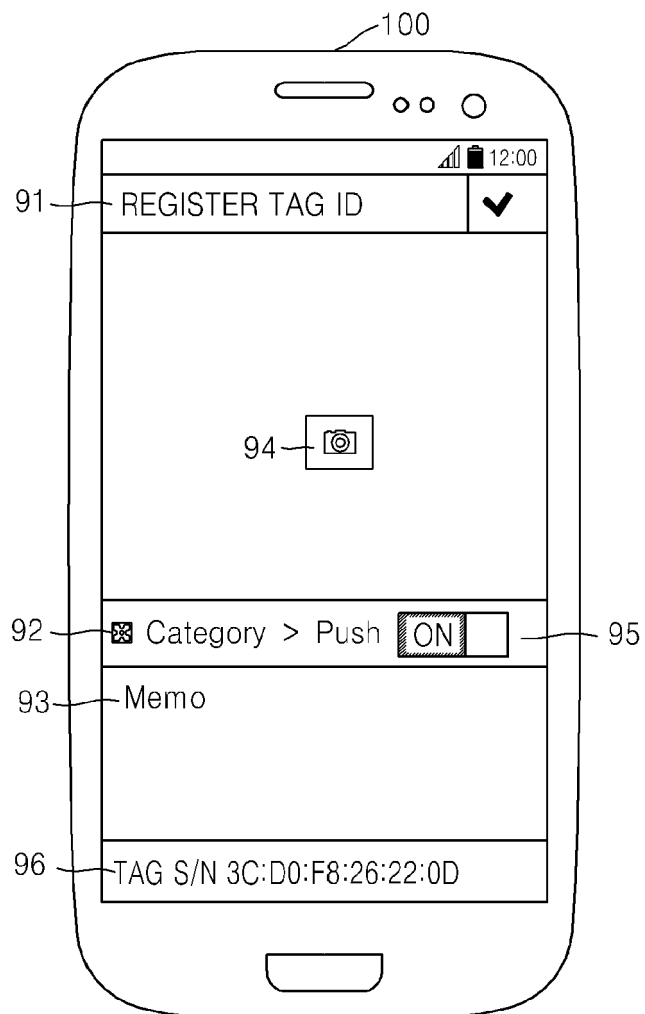 100
12:00
91 REGISTER TAG ID
94
92 Category > Push ON 95
93 Memo
96 TAG S/N 3C:D0:F8:26:22:0D